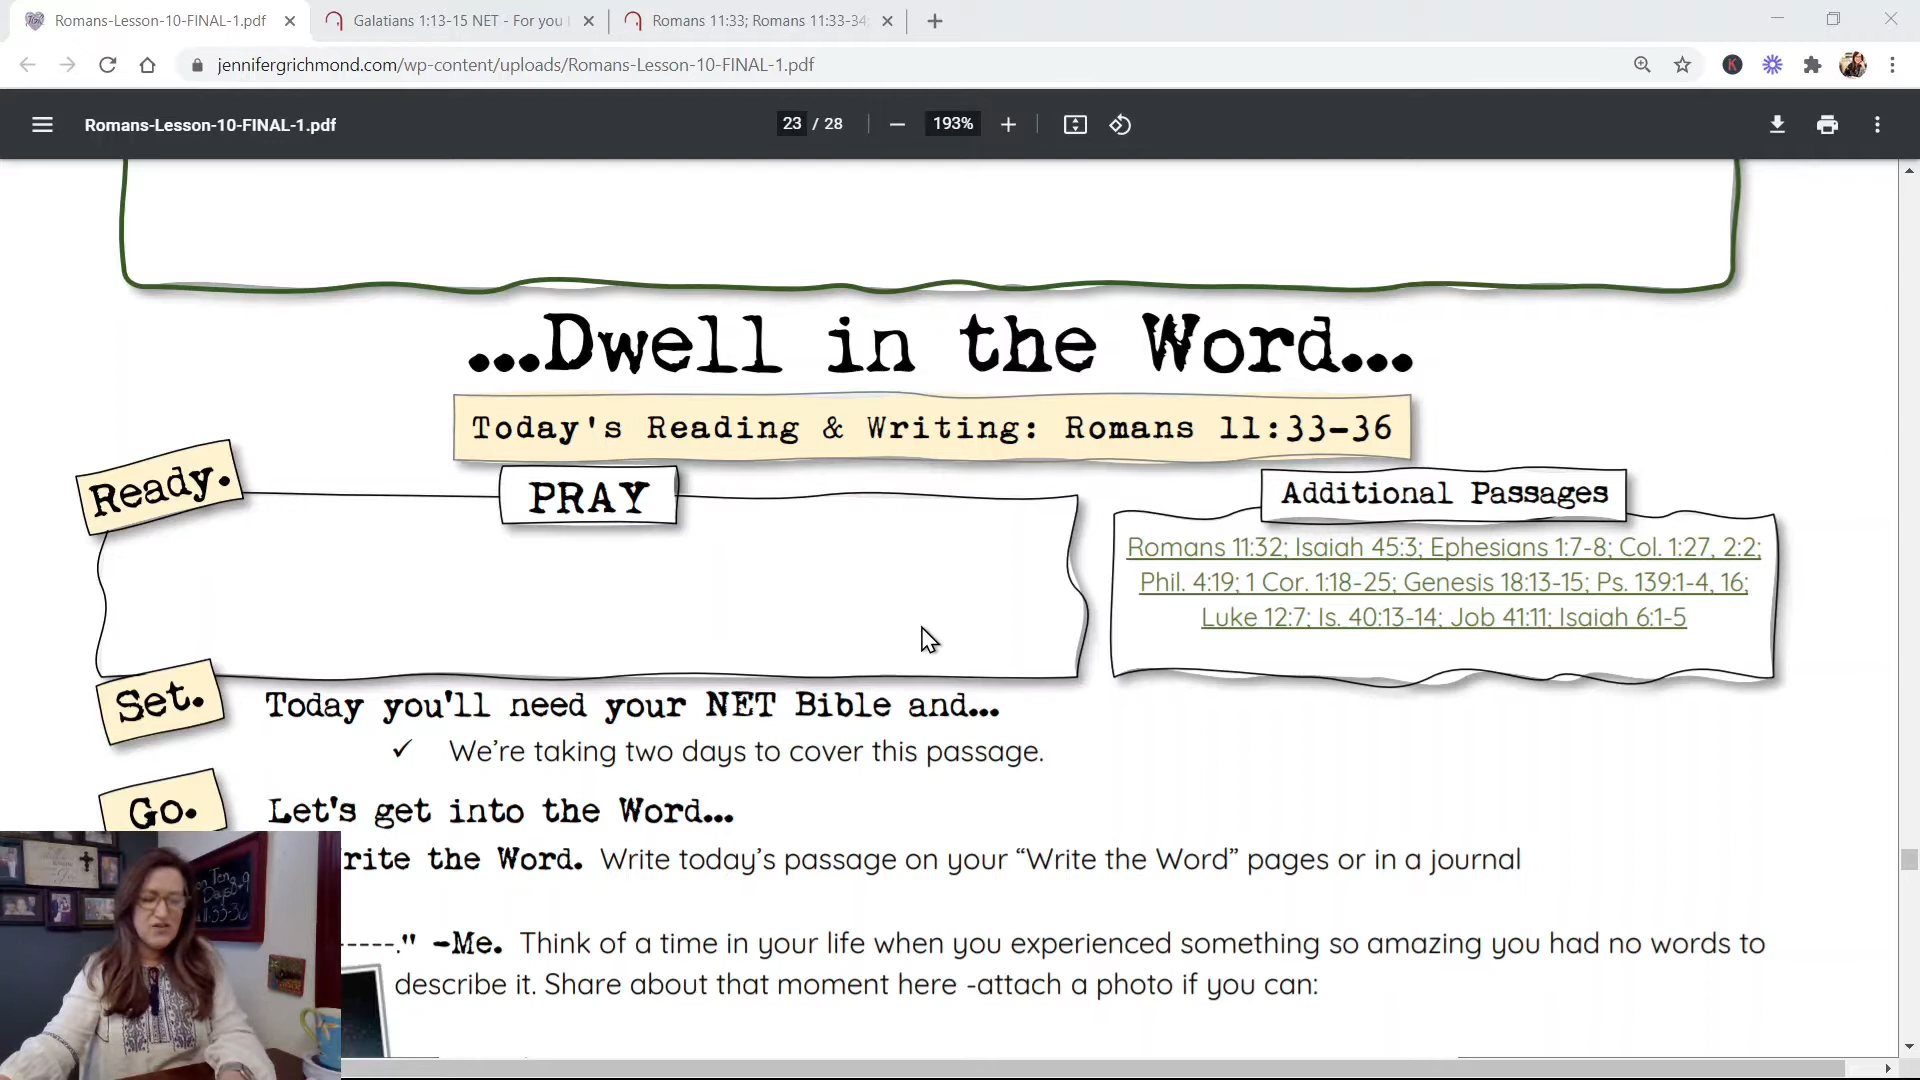 Romans-Lesson-10-FINAL-1.pdf
Galatians 1:13-15 NET - For you
Romans 11:33; Romans 11:33-34;
jennifergrichmond.com/wp-content/uploads/Romans-Lesson-10-FINAL-1.pdf
Romans-Lesson-10-FINAL-1.pdf
23 / 28
193%
...Dwell in the Word...
Today's Reading & Writing: Romans 11:33-36
Ready.
PRAY
Additional Passages
Romans 11:32; Isaiah 45:3; Ephesians 1:7-8; Col. 1:27, 2:2;
Phil. 4:19; 1 Cor. 1:18-25; Genesis 18:13-15; Ps. 139:1-4, 16;
Luke 12:7; Is. 40:13-14; Job 41:11; Isaiah 6:1-5
Set.
Today you'll need your NET Bible and...
✓ We're taking two days to cover this passage.
Go.
Let's get into the Word...
rite the Word. Write today's passage on your “Write the Word” pages or in a journal
-----." -Me. Think of a time in your life when you experienced something so amazing you had no words to
describe it. Share about that moment here -attach a photo if you can:
on Ten
Days 8+9
11:33-36